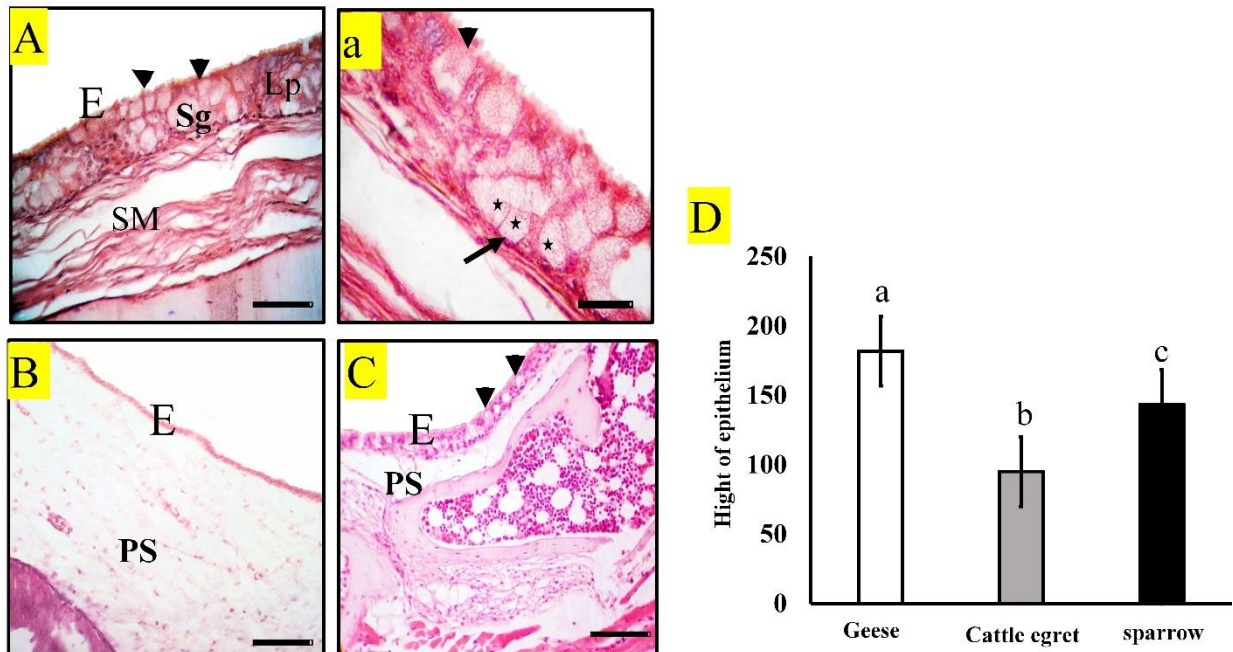 A
E
Sg
Lp
SM
a
B
E
PS
C
E
PS
D
Hight of epithelium
250
200
150
100
50
0
a
b
c
Geese
Cattle egret
sparrow